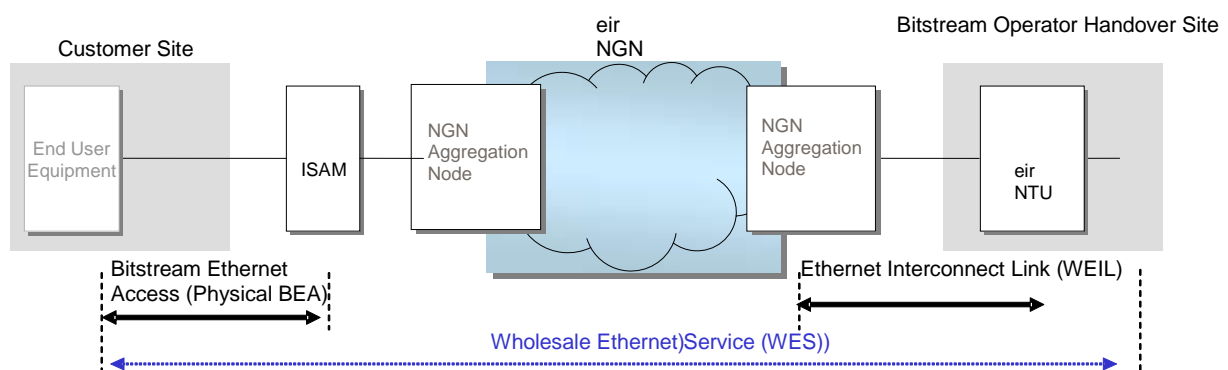 eir
NGN
Bitstream Operator Handover Site
Customer Site
End User
Equipment
ISAM
NGN
Aggregation
Node
NGN
Aggregation
Node
eir
NTU
Bitstream Ethernet
Access (Physical BEA)
Ethernet Interconnect Link (WEIL)
Wholesale Ethernet)Service (WES))